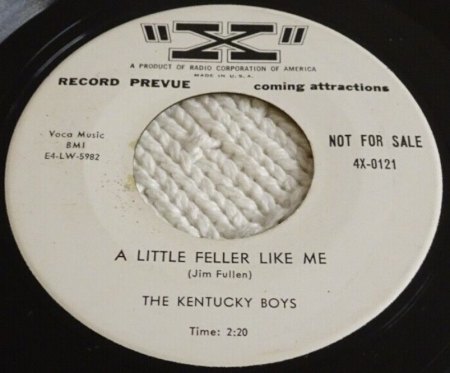 "X"
A PRODUCT OF RADIO CORPORATION OF AMERICA
MADE IN U.S.A.
RECORD PREVUE coming attractions
Voca Music
BMI
E4-LW-5982
NOT FOR SALE
4X-0121
A LITTLE FELLER LIKE ME
(Jim Fullen)
THE KENTUCKY BOYS
Time: 2:20